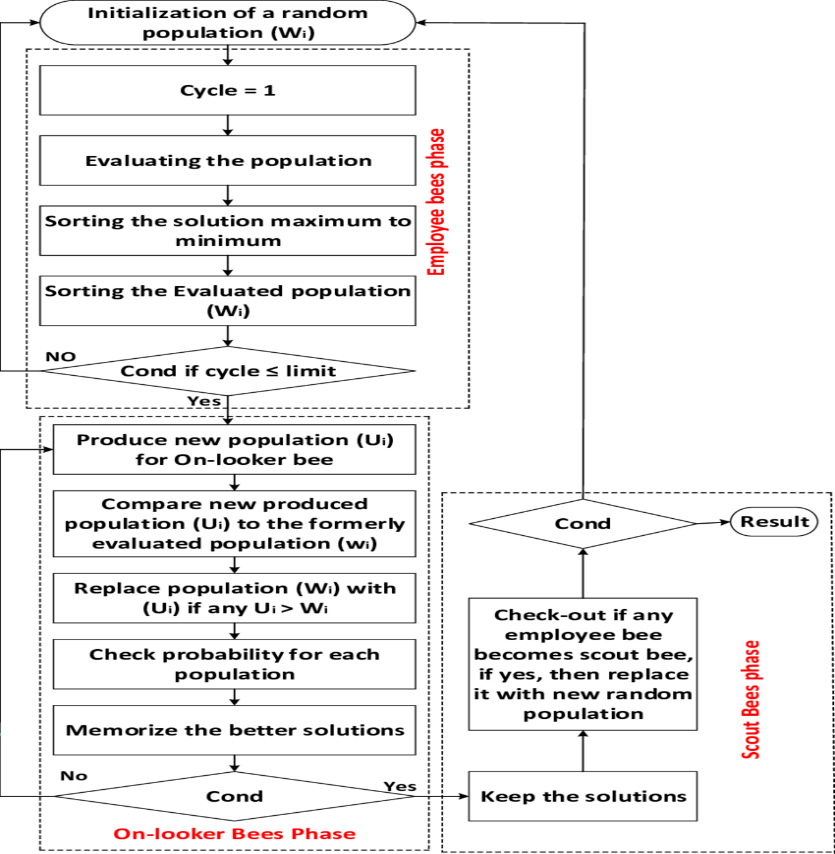 Initialization of a random
population (Wi)
Cycle = 1
Evaluating the population
Sorting the solution maximum to
minimum
Sorting the Evaluated population
(Wi)
Employee bees phase
NO
Cond if cycle ≤ limit
Yes
Produce new population (Ui)
for On-looker bee
Compare new produced
population (Ui) to the formerly
evaluated population (wi)
Replace population (Wi) with
(Ui) if any Ui > Wi
Check probability for each
population
Memorize the better solutions
No
Cond
Yes
On-looker Bees Phase
Keep the solutions
Check-out if any
employee bee
becomes scout bee,
if yes, then replace
it with new random
population
Cond
Result
Scout Bees phase